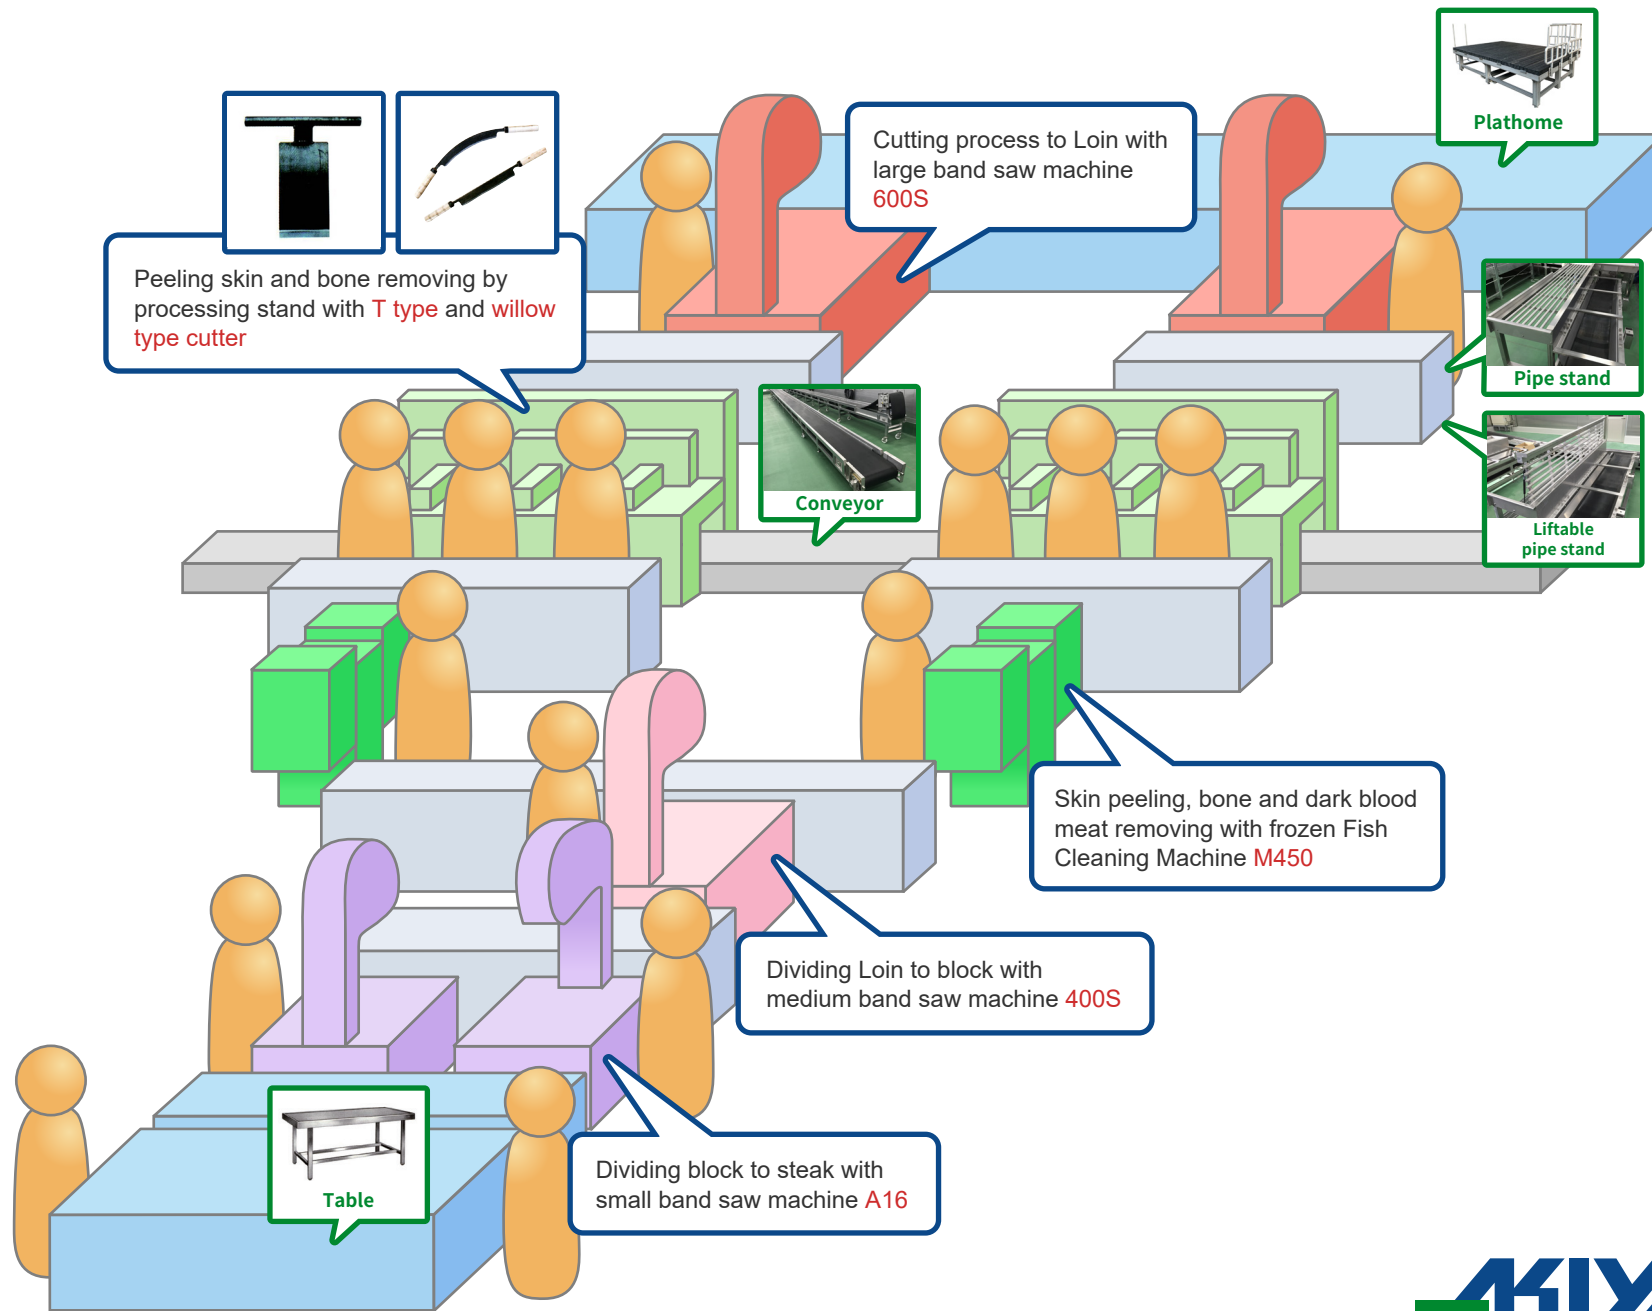 Plathome
Cutting process to Loin with
large band saw machine
600S
Peeling skin and bone removing by
processing stand with T type and willow
type cutter
Pipe stand
Conveyor
Liftable
pipe stand
Skin peeling, bone and dark blood
meat removing with frozen Fish
Cleaning Machine M450
Dividing Loin to block with
medium band saw machine 400S
Dividing block to steak with
small band saw machine A16
Table